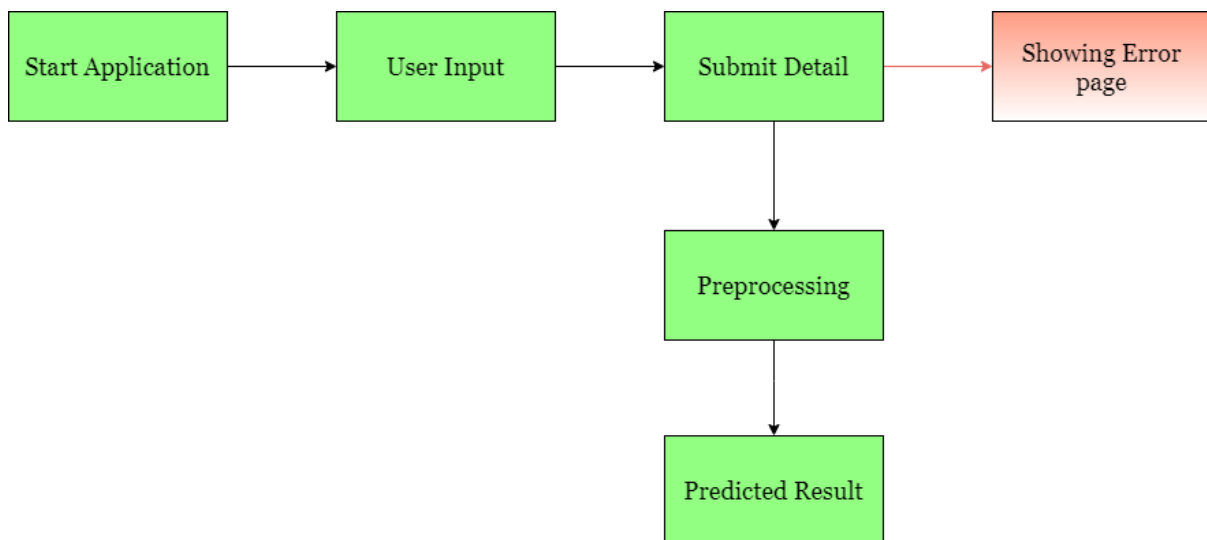 Start Application
User Input
Submit Detail
Showing Error
page
Preprocessing
Predicted Result